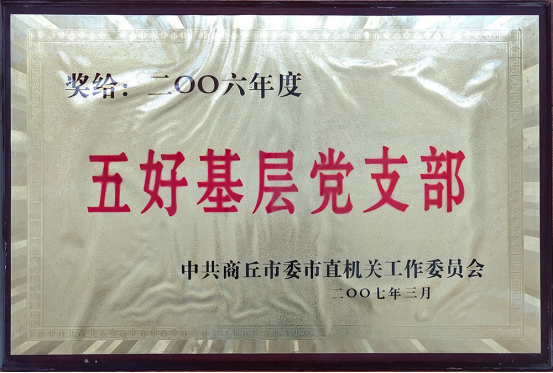 奖给：二〇〇六年度
五好基层党支部
中共商丘市委市直机关工作委员会
二〇〇七年三月